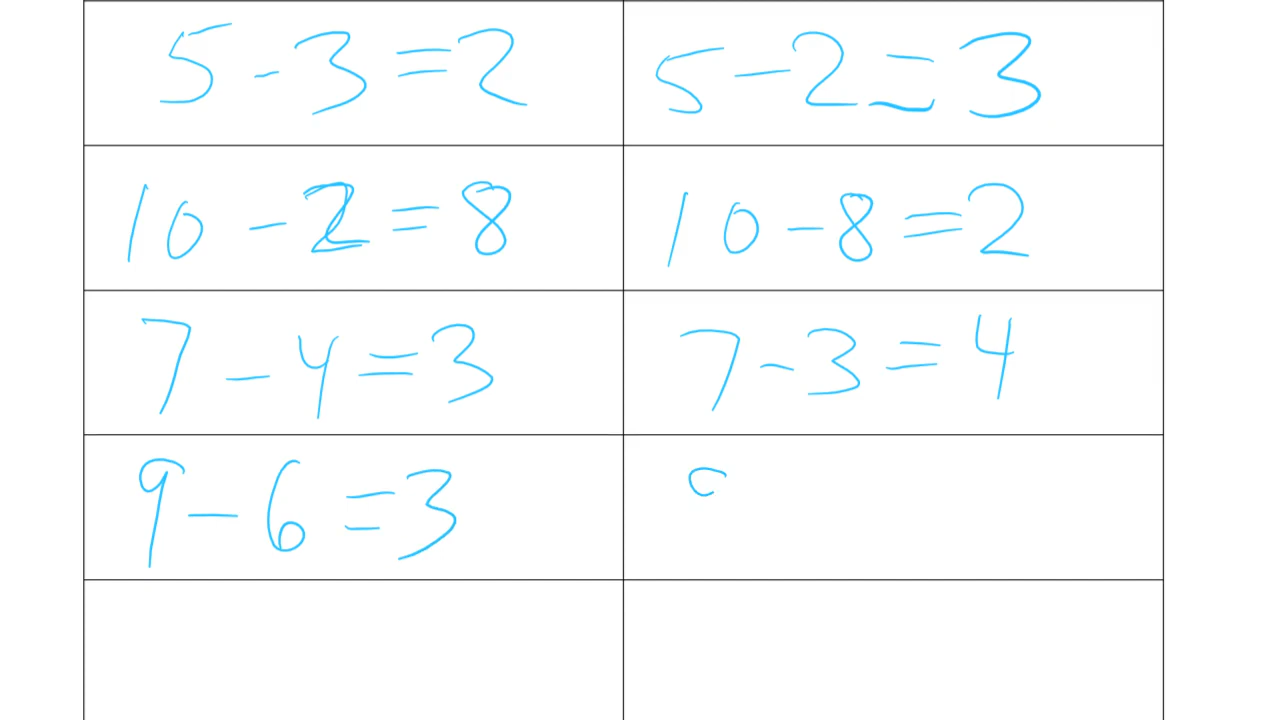 5 - 3 = 2
5 - 2 = 3
10 - 2 = 8
10 - 8 = 2
7 - 4 = 3
7 - 3 = 4
9 - 6 = 3